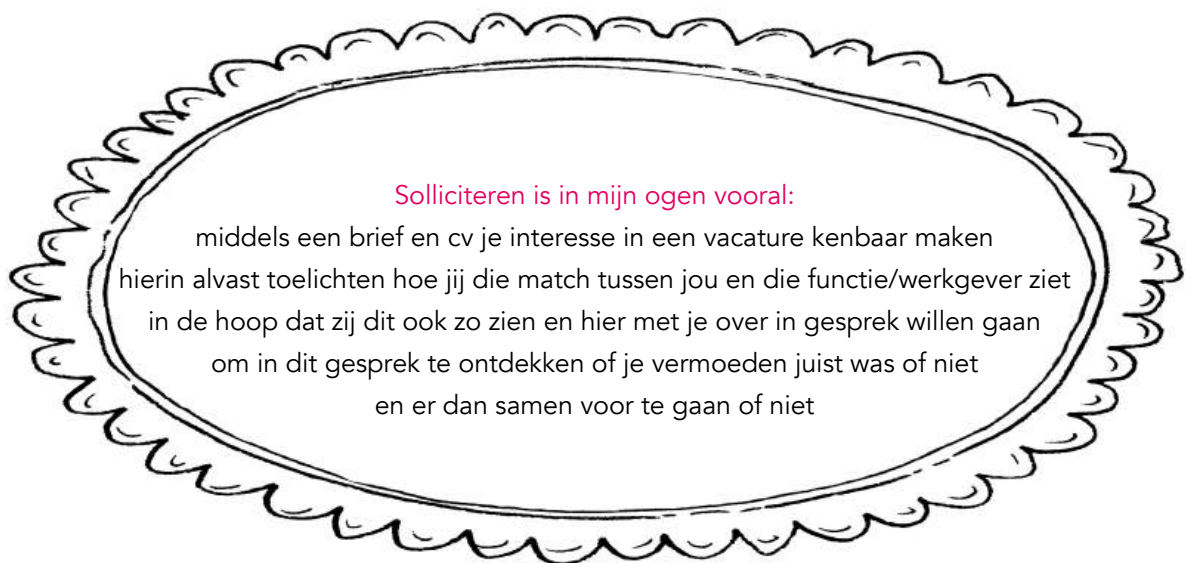 Solliciteren is in mijn ogen vooral:
middels een brief en cv je interesse in een vacature kenbaar maken
hierin alvast toelichten hoe jij die match tussen jou en die functie/werkgever ziet
in de hoop dat zij dit ook zo zien en hier met je over in gesprek willen gaan
om in dit gesprek te ontdekken of je vermoeden juist was of niet
en er dan samen voor te gaan of niet